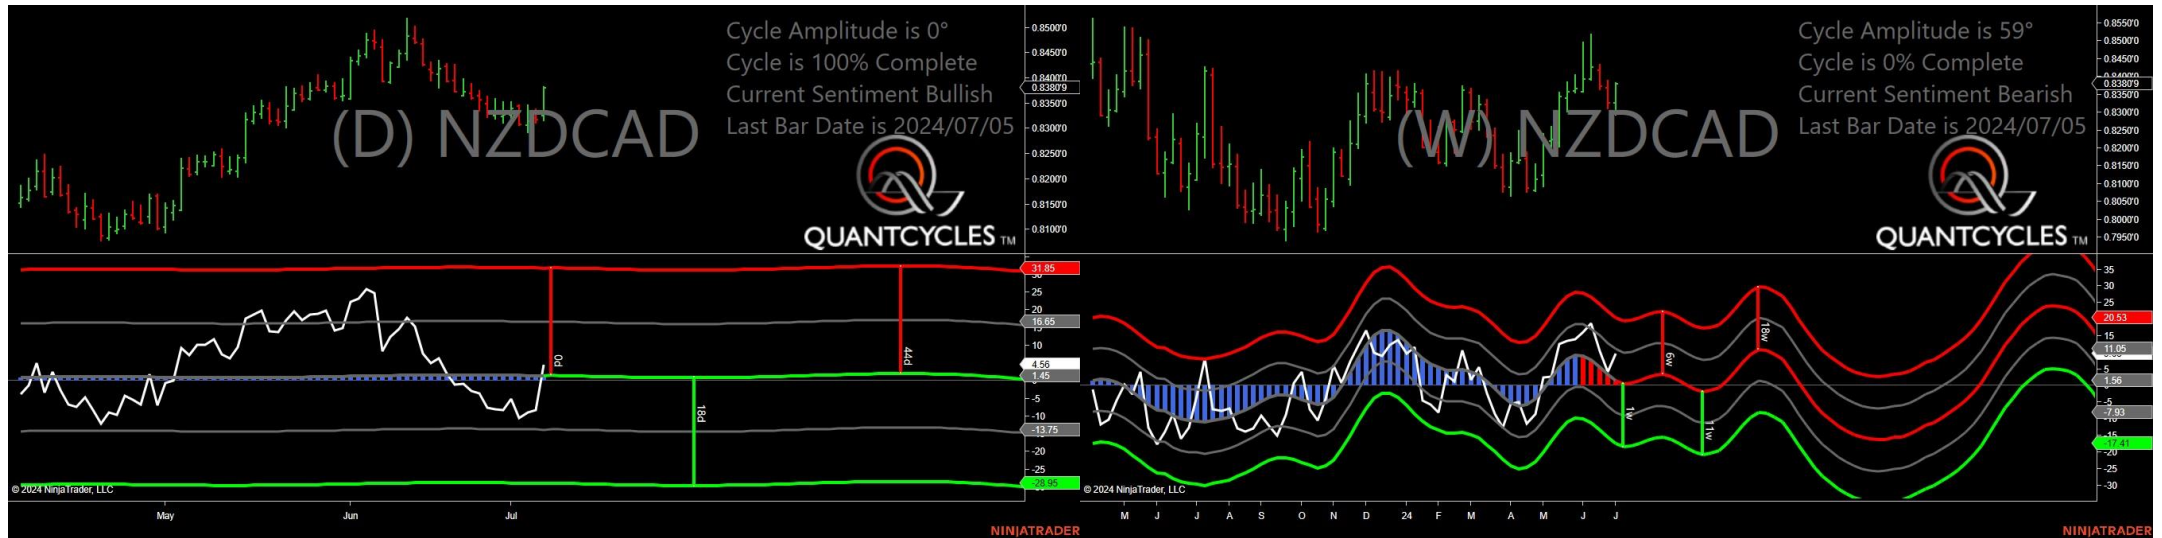 Cycle Amplitude is 0°
Cycle is 100% Complete
Current Sentiment Bullish
Last Bar Date is 2024/07/05
(D) NZDCAD
QUANTCYCLES TM
0.8500'0
0.8450'0
0.8400'0
0.8380'9
0.8350'0
0.8300'0
0.8250'0
0.8200'0
0.8150'0
0.8100'0
31.85
25
20
16.65
10
4.56
1.45
-5
-10
-13.75
-20
-25
-28.95
0d
18d
44d
© 2024 NinjaTrader, LLC
May
Jun
Jul
NINJATRADER
Cycle Amplitude is 59°
Cycle is 0% Complete
Current Sentiment Bearish
Last Bar Date is 2024/07/05
(W) NZDCAD
QUANTCYCLES TM
0.8550'0
0.8500'0
0.8450'0
0.8400'0
0.8380'9
0.8350'0
0.8300'0
0.8250'0
0.8200'0
0.8150'0
0.8100'0
0.8050'0
0.8000'0
0.7950'0
35
30
25
20.53
15
11.05
5
1.56
-5
-7.93
-15
-17.41
-20
-25
-30
1w
6w
11w
18w
© 2024 NinjaTrader, LLC
M J J A S O N D 24 F M A M J J
NINJATRADER